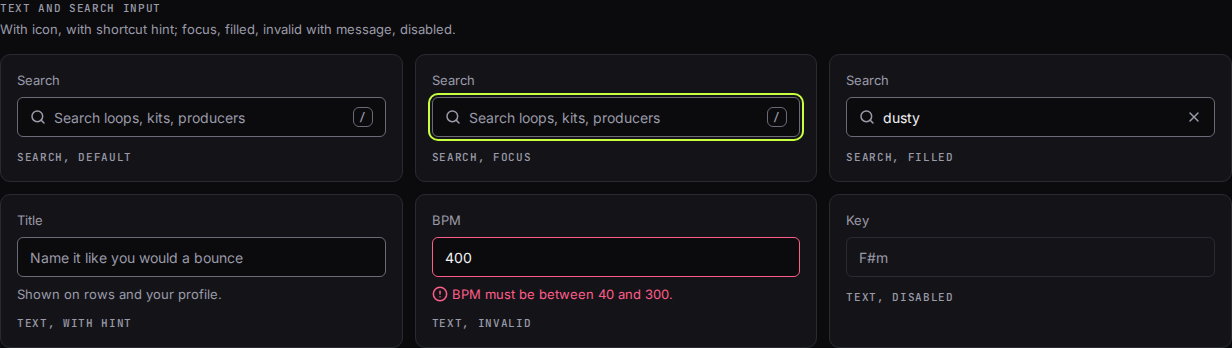 TEXT AND SEARCH INPUT
With icon, with shortcut hint; focus, filled, invalid with message, disabled.
Search
Search loops, kits, producers /
SEARCH, DEFAULT
Search
Search loops, kits, producers /
SEARCH, FOCUS
Search
dusty
SEARCH, FILLED
Title
Name it like you would a bounce
Shown on rows and your profile.
TEXT, WITH HINT
BPM
400
BPM must be between 40 and 300.
TEXT, INVALID
Key
F#m
TEXT, DISABLED